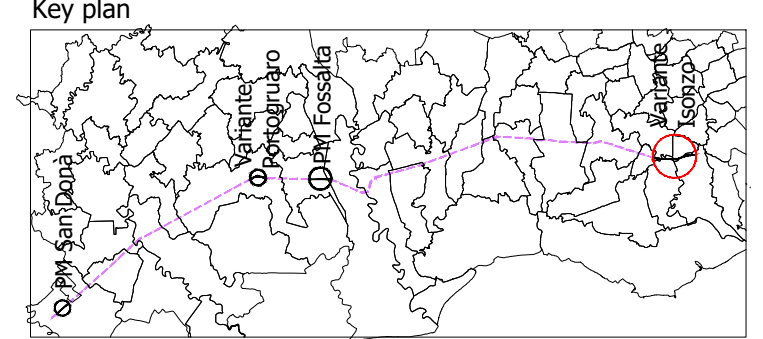 Key plan
PM San Donà
Variante
Portogruaro
PM Fossalta
Variante
Isonzo